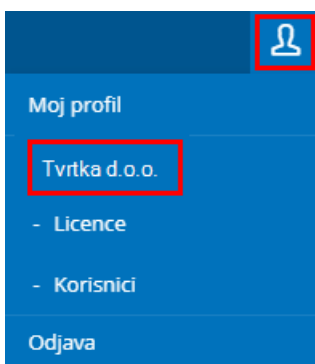 Moj profil
Tvrtka d.o.o.
- Licence
- Korisnici
Odjava